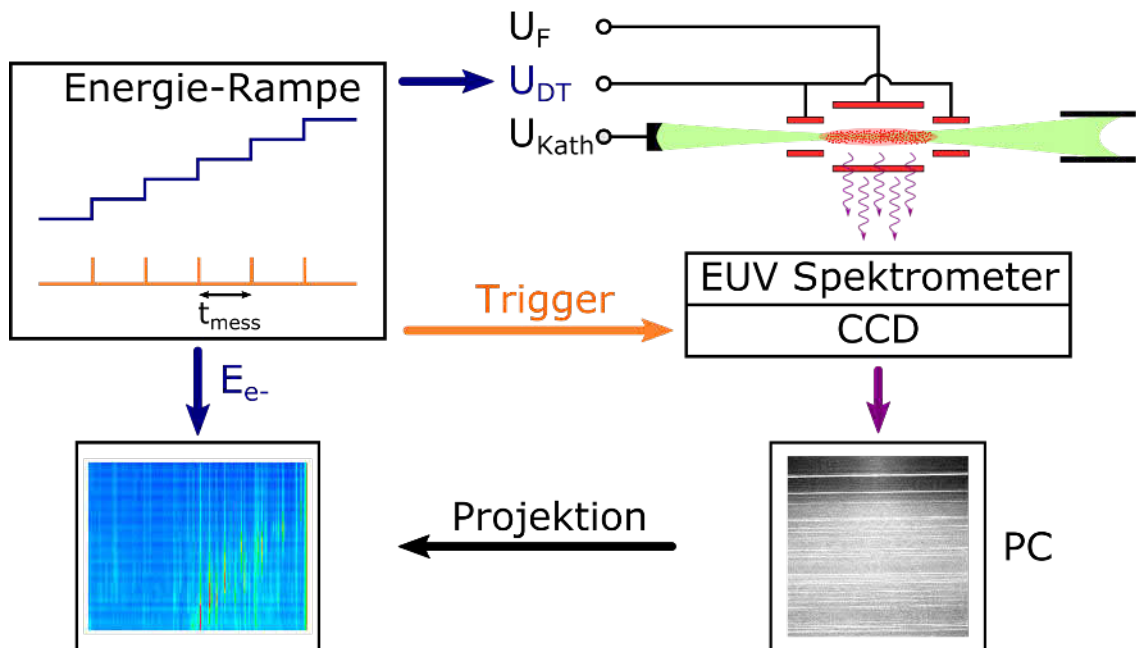 Energie-Rampe
t_mess
U_F
U_DT
U_Kath
EUV Spektrometer
CCD
Trigger
E_e-
Projektion
PC